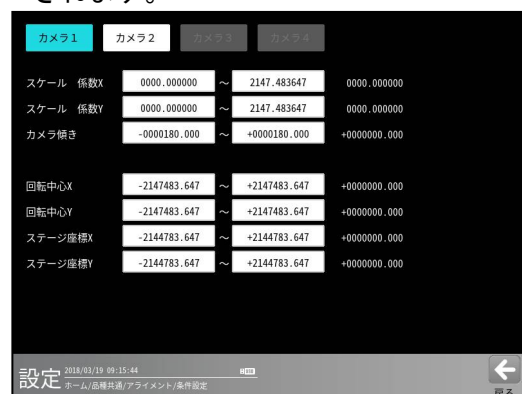 されます。
カメラ1 カメラ2 カメラ3 カメラ4
スケール 係数X 0000.000000 ～ 2147.483647 0000.000000
スケール 係数Y 0000.000000 ～ 2147.483647 0000.000000
カメラ傾き -0000180.000 ～ +0000180.000 +0000000.000
回転中心X -2147483.647 ～ +2147483.647 +0000000.000
回転中心Y -2147483.647 ～ +2147483.647 +0000000.000
ステージ座標X -2144783.647 ～ +2144783.647 +0000000.000
ステージ座標Y -2144783.647 ～ +2144783.647 +0000000.000
設定 2018/03/19 09:15:44
ホーム/品種共通/アライメント/条件設定
戻る